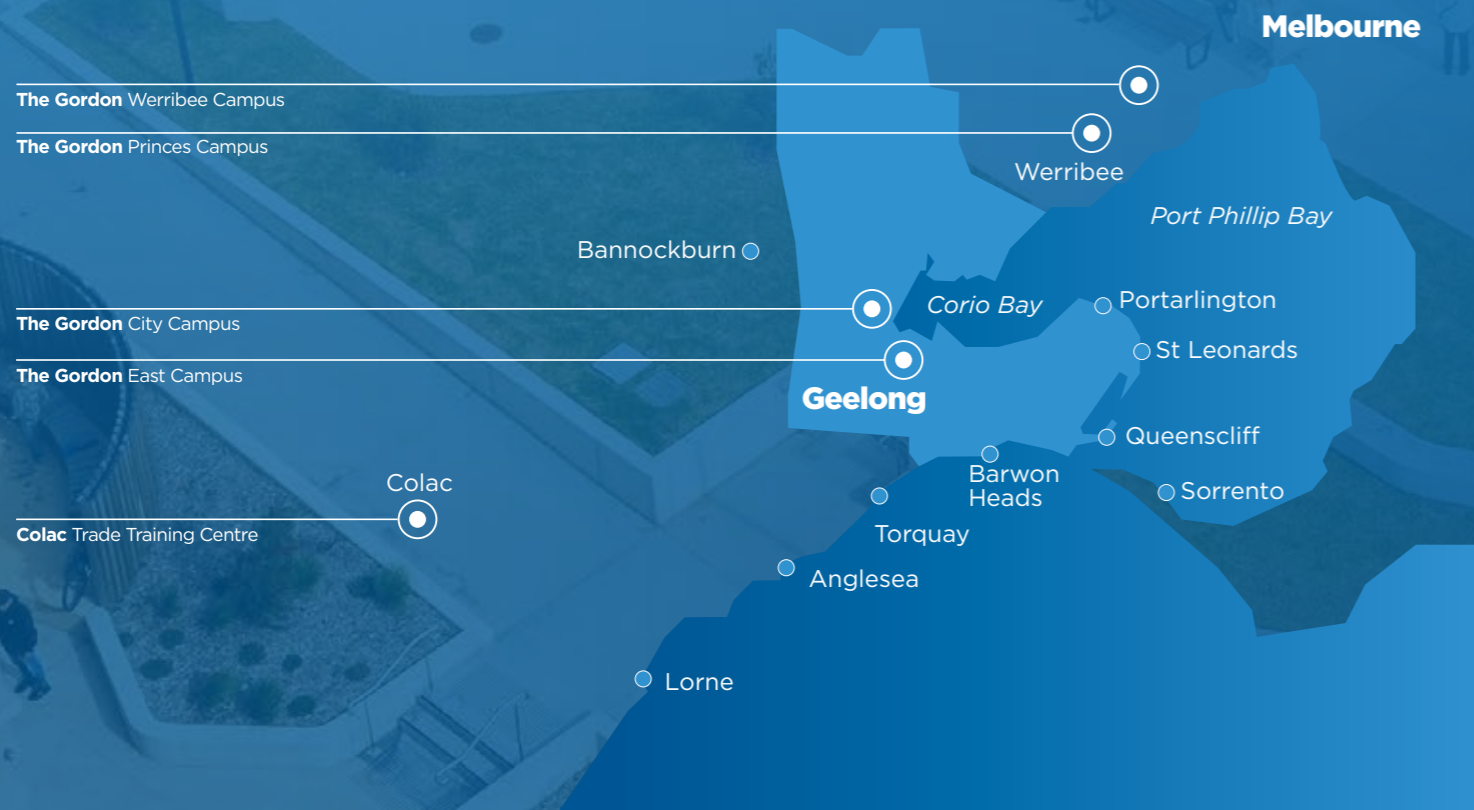 Melbourne
The Gordon Werribee Campus
The Gordon Princes Campus
Werribee
Port Phillip Bay
Bannockburn
Portarlington
Corio Bay
The Gordon City Campus
St Leonards
The Gordon East Campus
Geelong
Queenscliff
Barwon
Heads
Colac
Sorrento
Colac Trade Training Centre
Torquay
Anglesea
Lorne